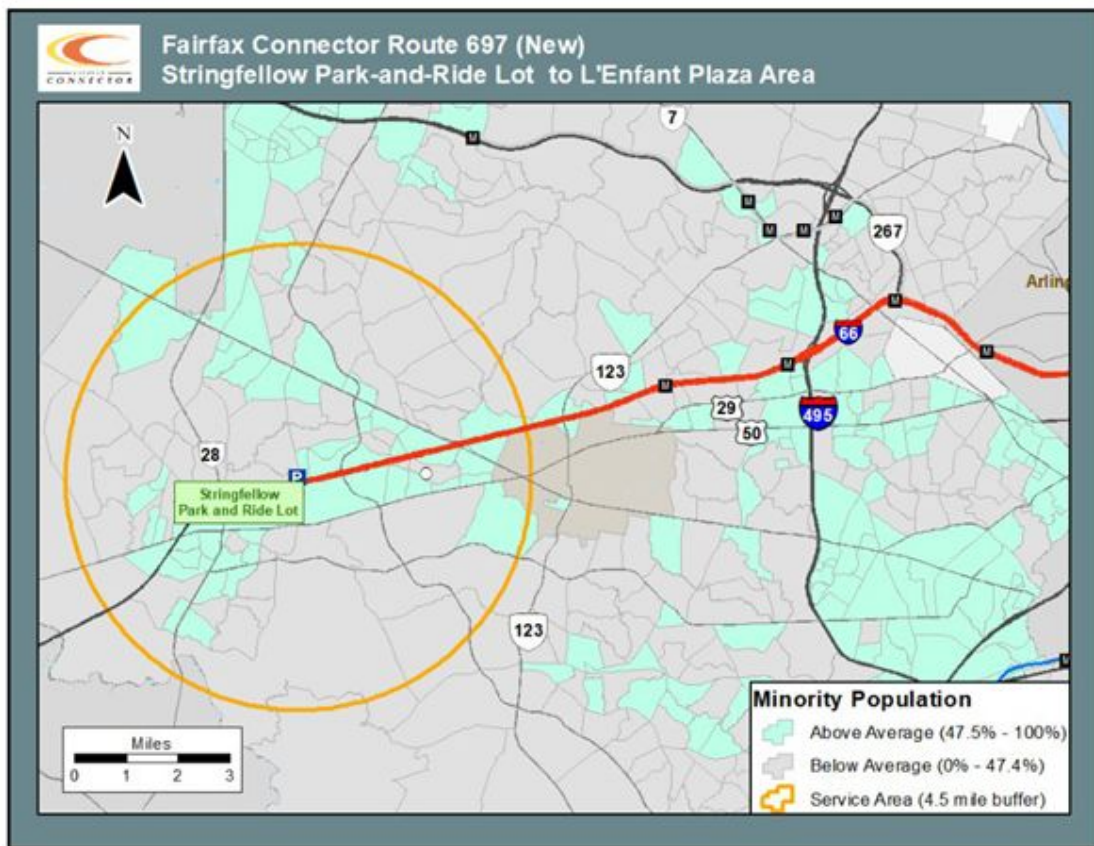 CONNECTOR
Fairfax Connector Route 697 (New)
Stringfellow Park-and-Ride Lot to L'Enfant Plaza Area
N
M
7
M
M
M
M
267
Arling
M
66
M
M
123
M
29
495
50
28
P
Stringfellow
Park and Ride Lot
123
M
Minority Population
Above Average (47.5% - 100%)
Below Average (0% - 47.4%)
Service Area (4.5 mile buffer)
Miles
0 1 2 3